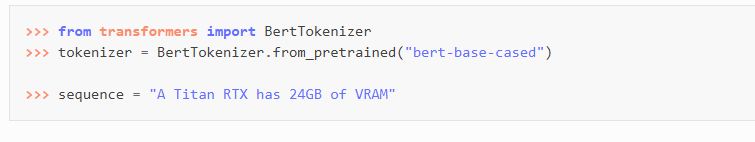 >>> from transformers import BertTokenizer
>>> tokenizer = BertTokenizer.from_pretrained("bert-base-cased")
>>> sequence = "A Titan RTX has 24GB of VRAM"